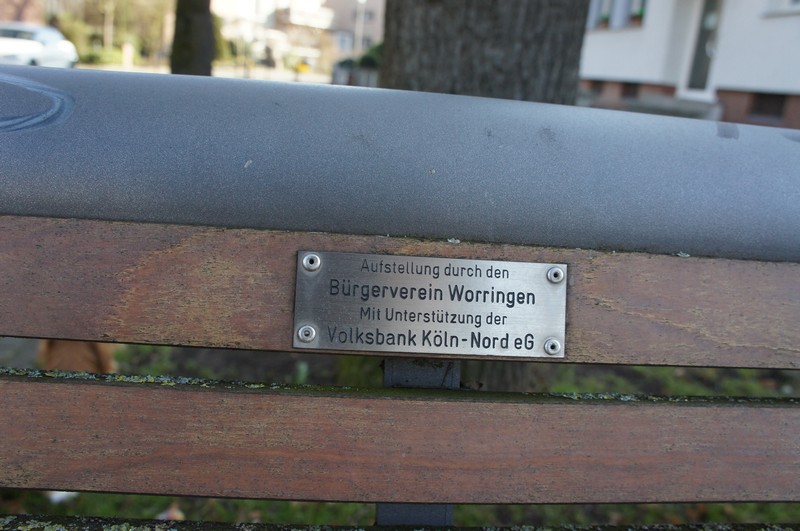 Aufstellung durch den
Bürgerverein Worringen
Mit Unterstützung der
Volksbank Köln-Nord eG